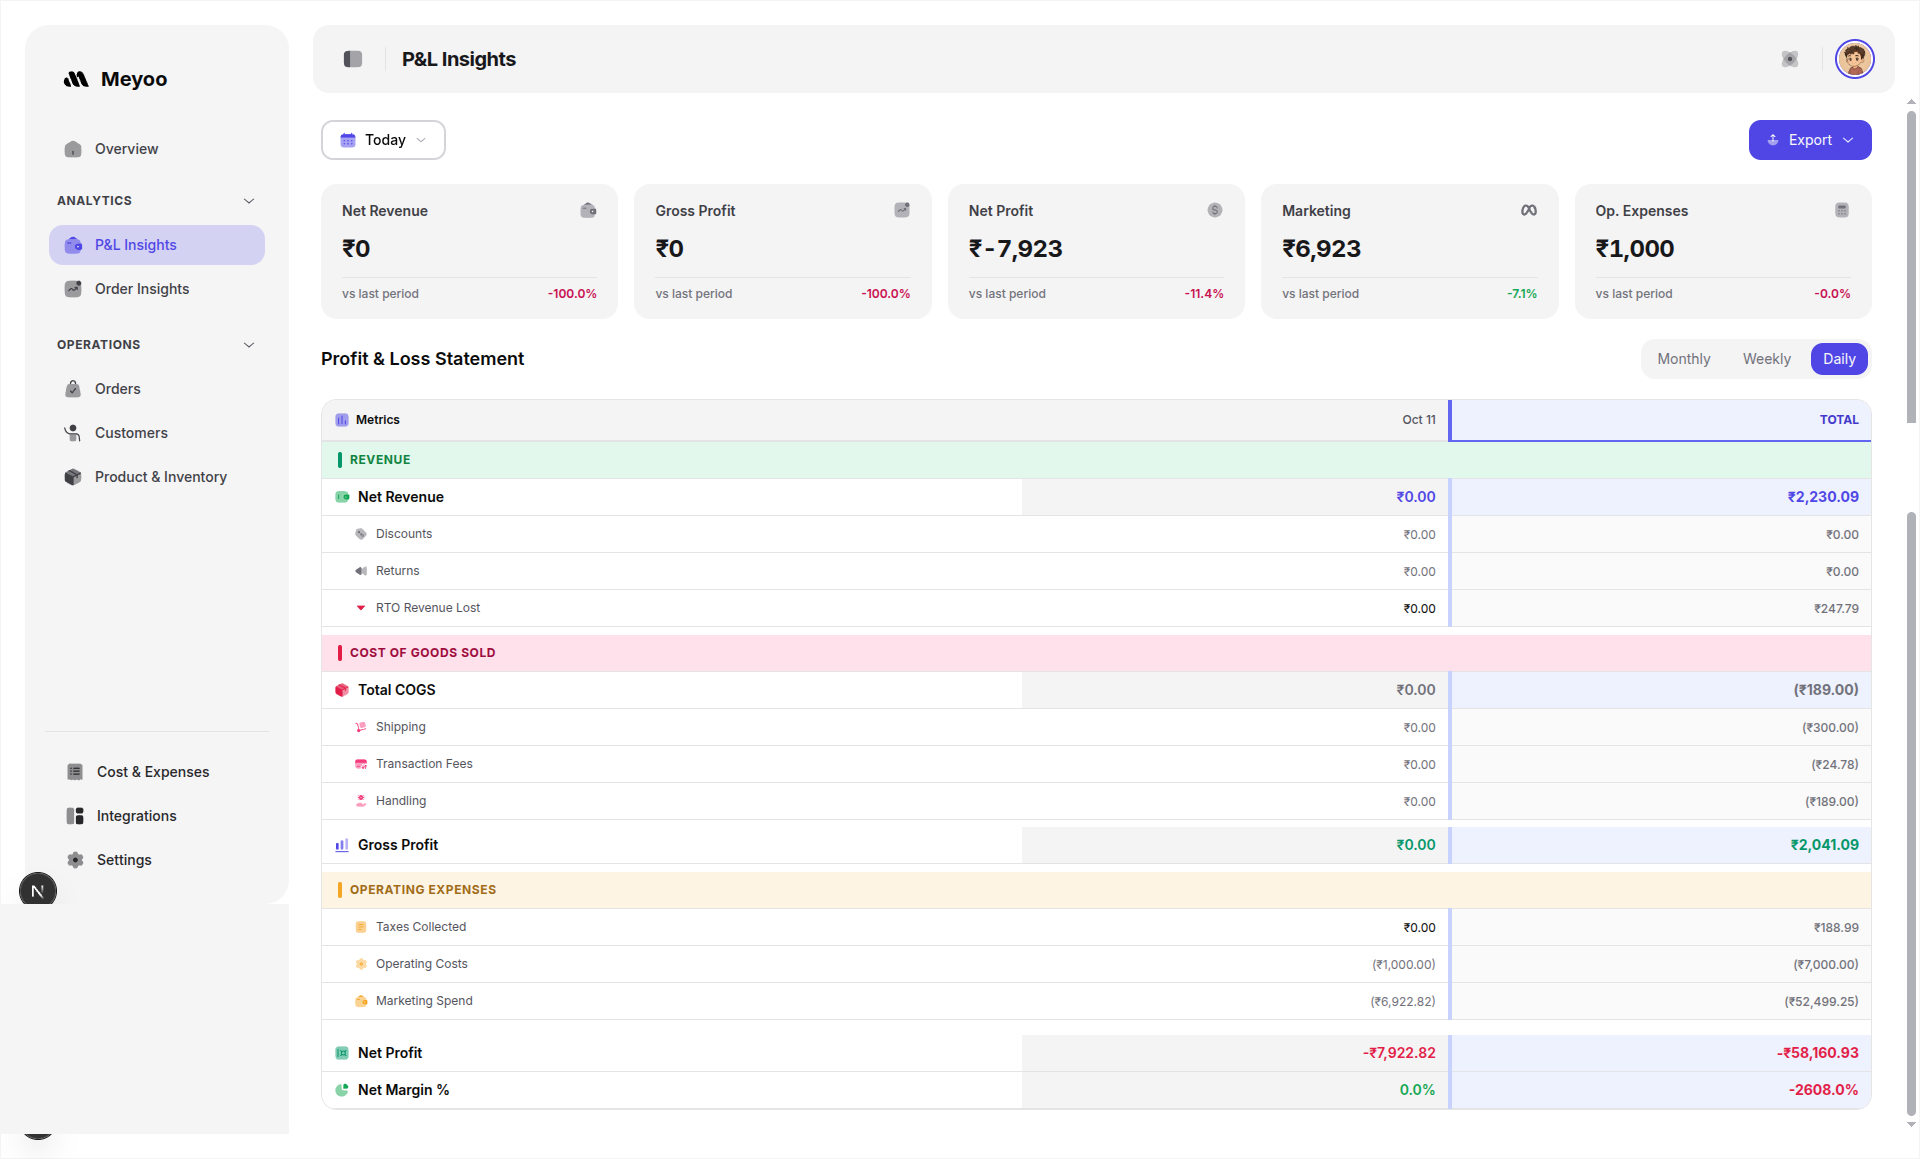 Meyoo
Overview
ANALYTICS
P&L Insights
Order Insights
OPERATIONS
Orders
Customers
Product & Inventory
Cost & Expenses
Integrations
Settings
N
P&L Insights
Today
Export
Net Revenue
₹0
vs last period -100.0%
Gross Profit
₹0
vs last period -100.0%
Net Profit
₹-7,923
vs last period -11.4%
Marketing
₹6,923
vs last period -7.1%
Op. Expenses
₹1,000
vs last period -0.0%
Profit & Loss Statement
Monthly Weekly Daily
Metrics Oct 11 TOTAL
REVENUE
Net Revenue ₹0.00 ₹2,230.09
Discounts ₹0.00 ₹0.00
Returns ₹0.00 ₹0.00
RTO Revenue Lost ₹0.00 ₹247.79
COST OF GOODS SOLD
Total COGS ₹0.00 (₹189.00)
Shipping ₹0.00 (₹300.00)
Transaction Fees ₹0.00 (₹24.78)
Handling ₹0.00 (₹189.00)
Gross Profit ₹0.00 ₹2,041.09
OPERATING EXPENSES
Taxes Collected ₹0.00 ₹188.99
Operating Costs (₹1,000.00) (₹7,000.00)
Marketing Spend (₹6,922.82) (₹52,499.25)
Net Profit -₹7,922.82 -₹58,160.93
Net Margin % 0.0% -2608.0%